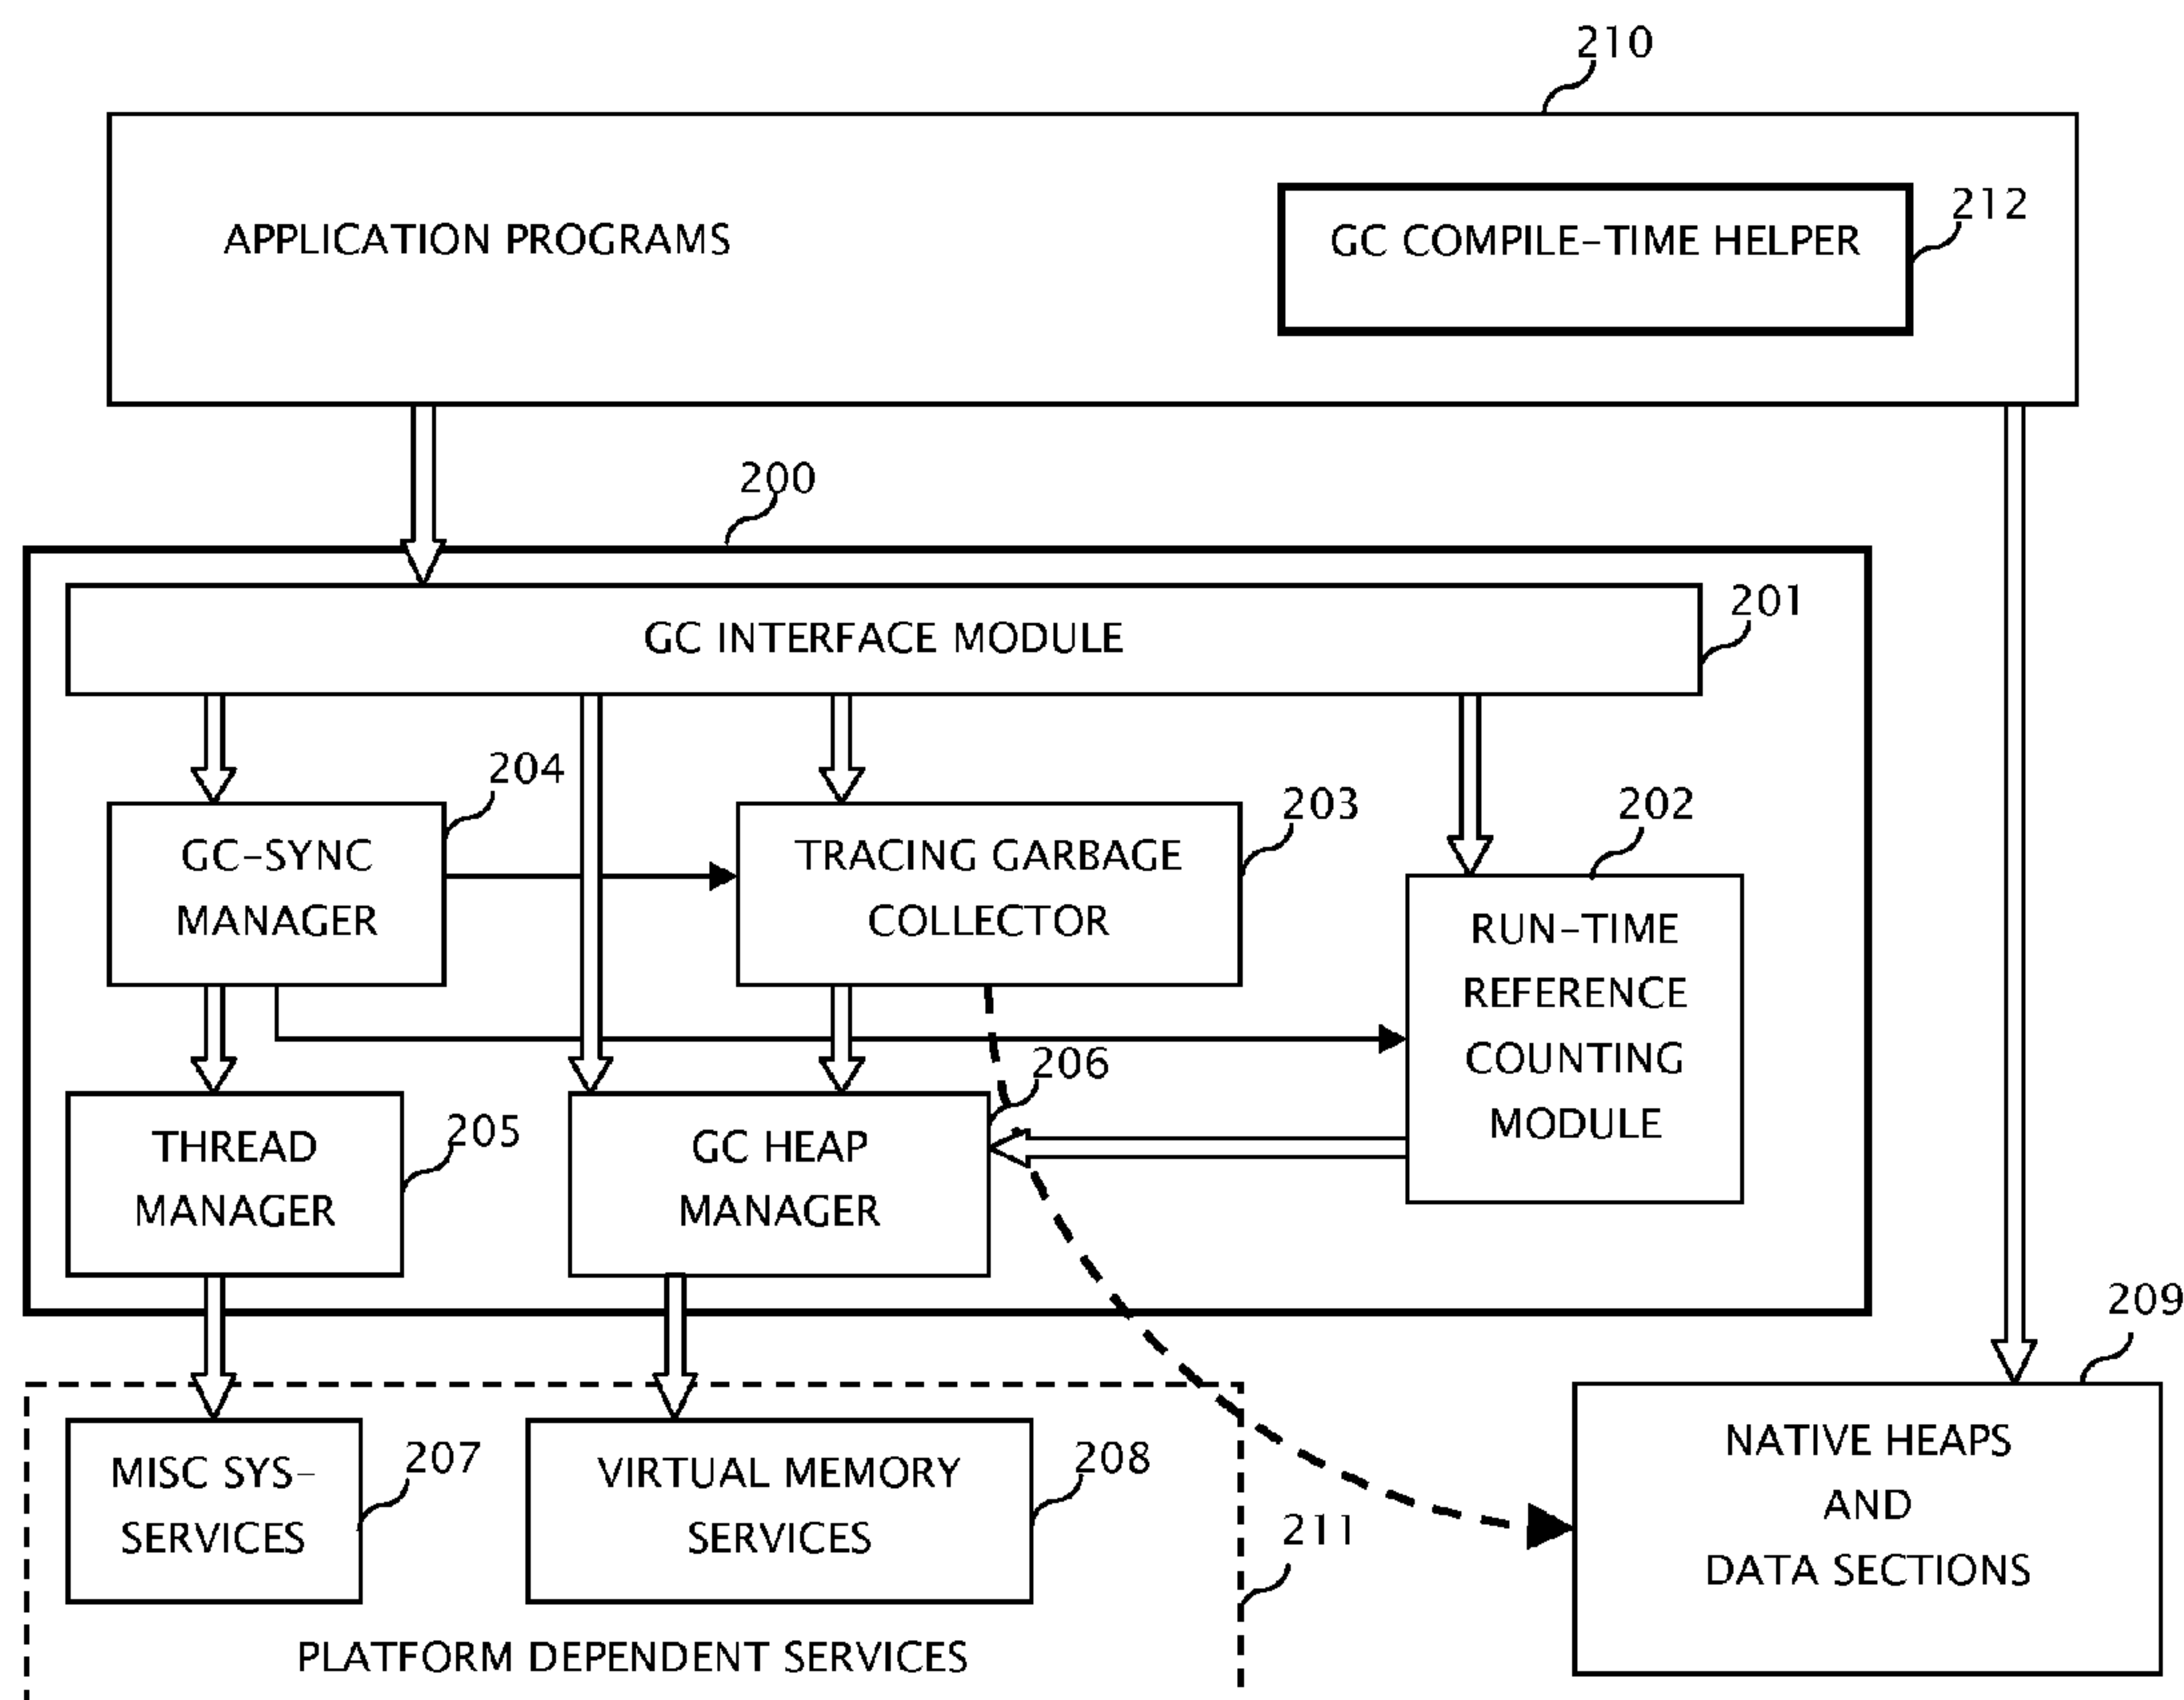 210
APPLICATION PROGRAMS
GC COMPILE-TIME HELPER
212
200
GC INTERFACE MODULE
201
204
GC-SYNC
MANAGER
203
TRACING GARBAGE
COLLECTOR
202
RUN-TIME
REFERENCE
COUNTING
MODULE
205
THREAD
MANAGER
206
GC HEAP
MANAGER
209
NATIVE HEAPS
AND
DATA SECTIONS
207
MISC SYS-
SERVICES
208
VIRTUAL MEMORY
SERVICES
211
PLATFORM DEPENDENT SERVICES